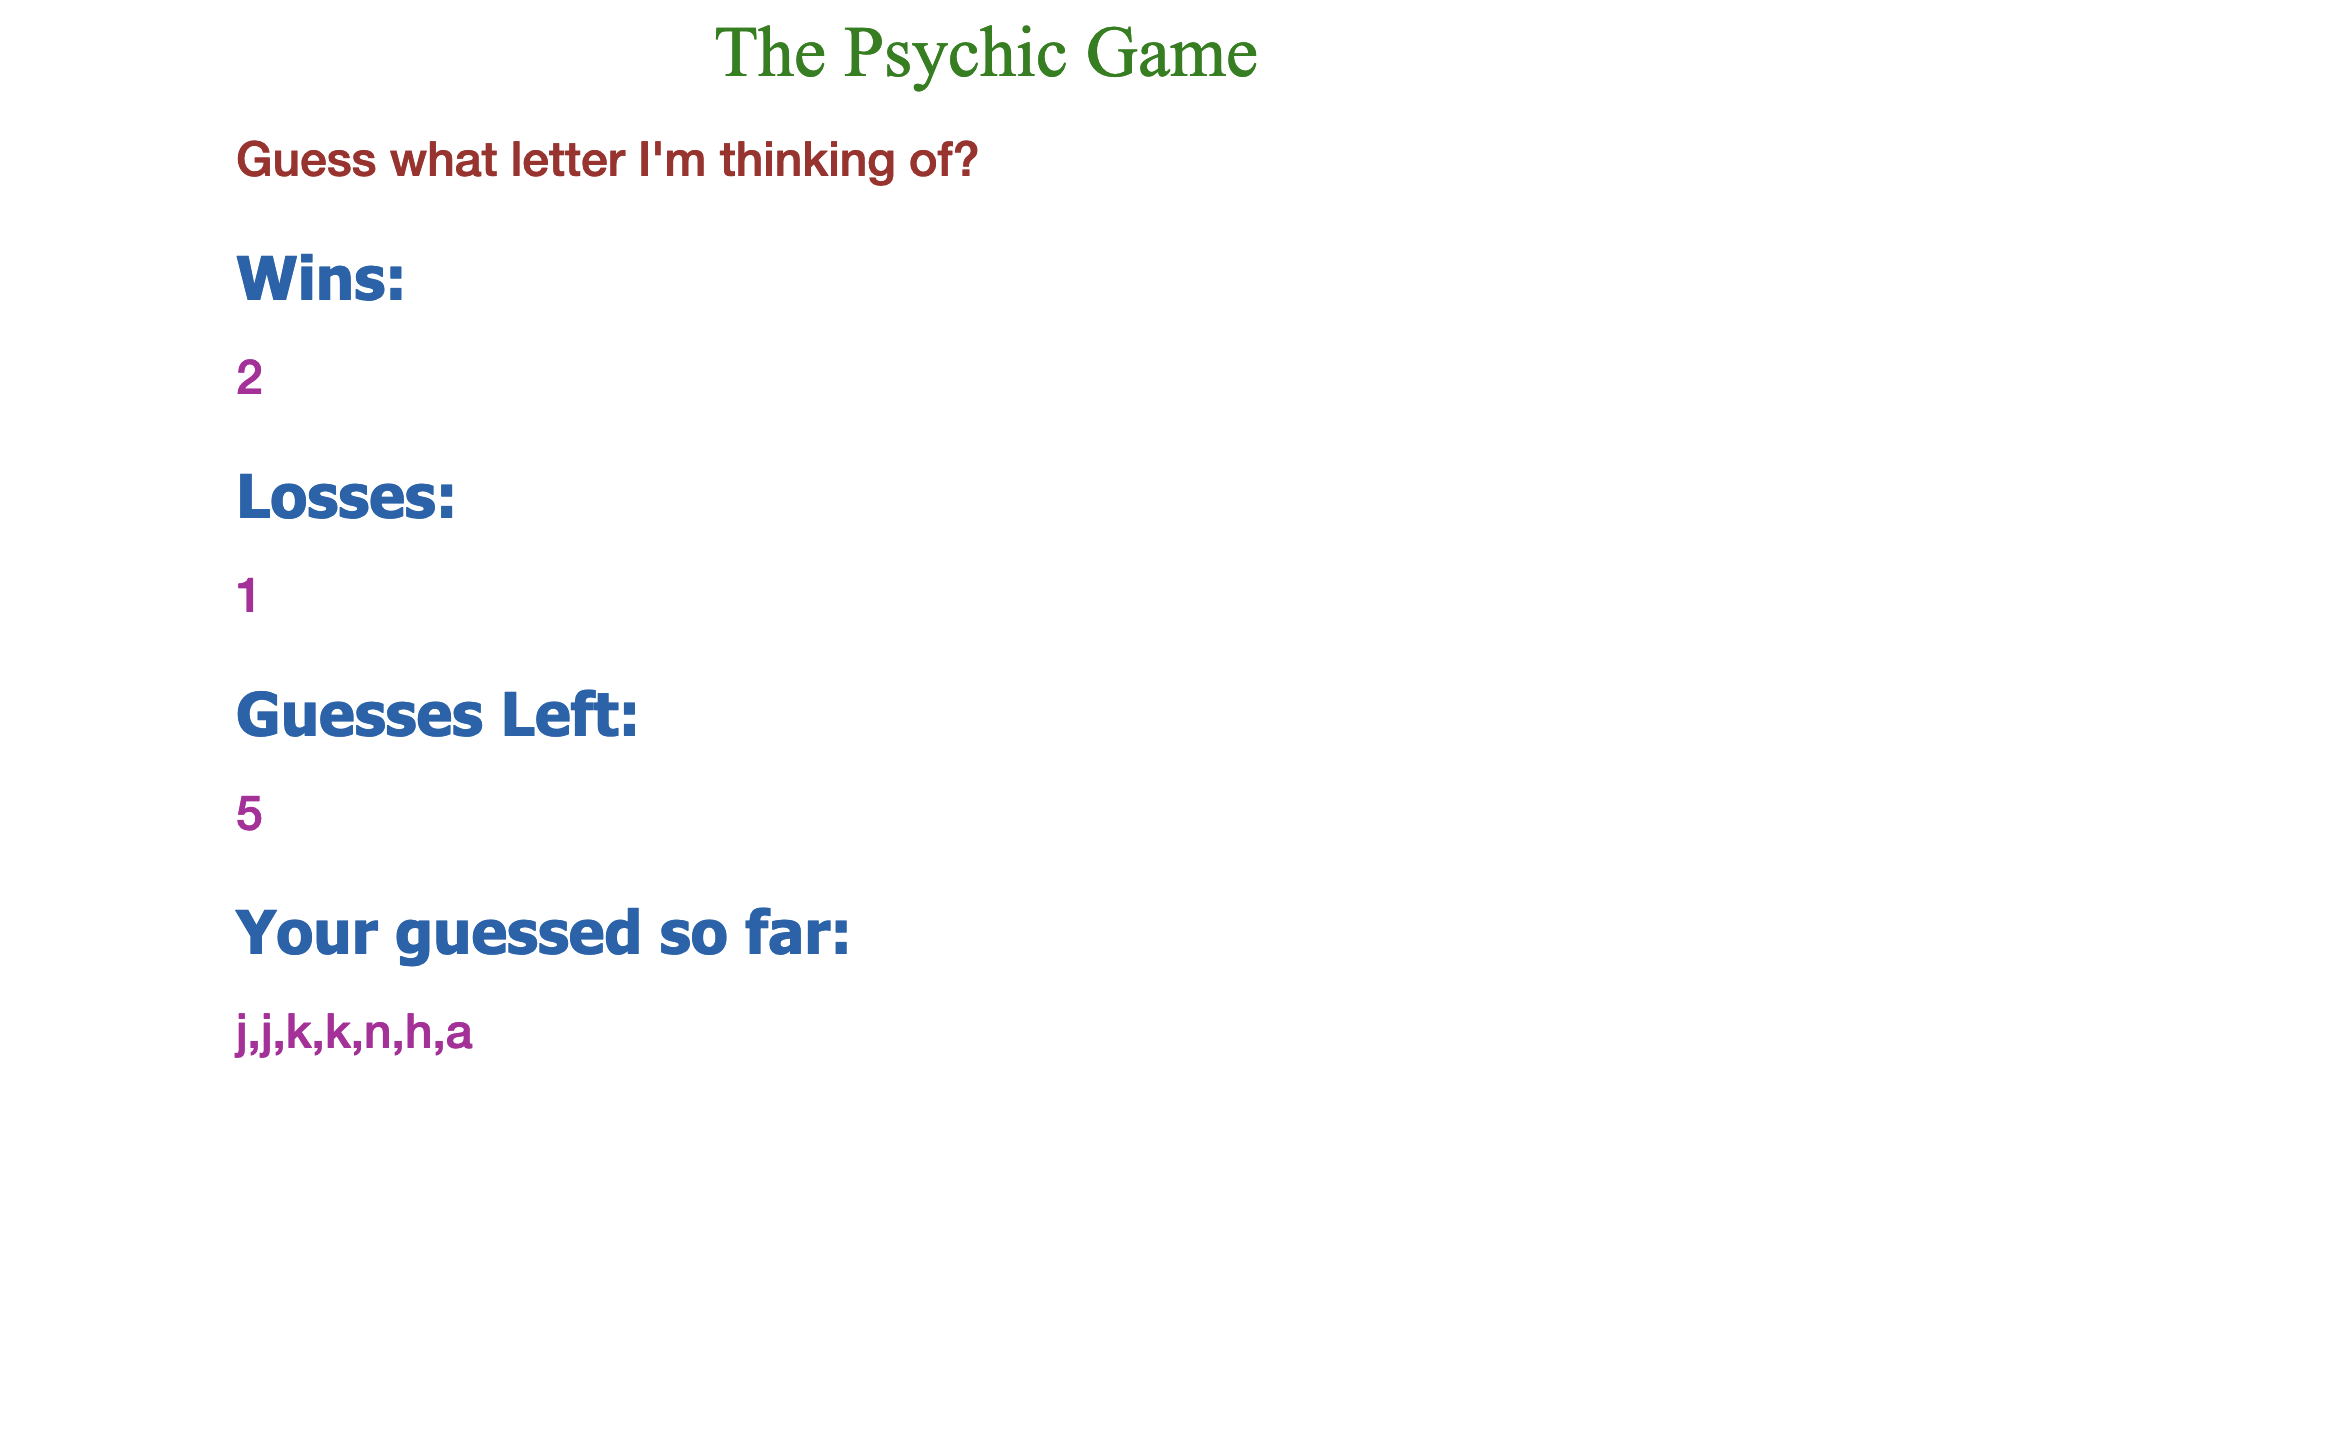 The Psychic Game
Guess what letter I'm thinking of?
Wins:
2
Losses:
1
Guesses Left:
5
Your guessed so far:
j,j,k,k,n,h,a